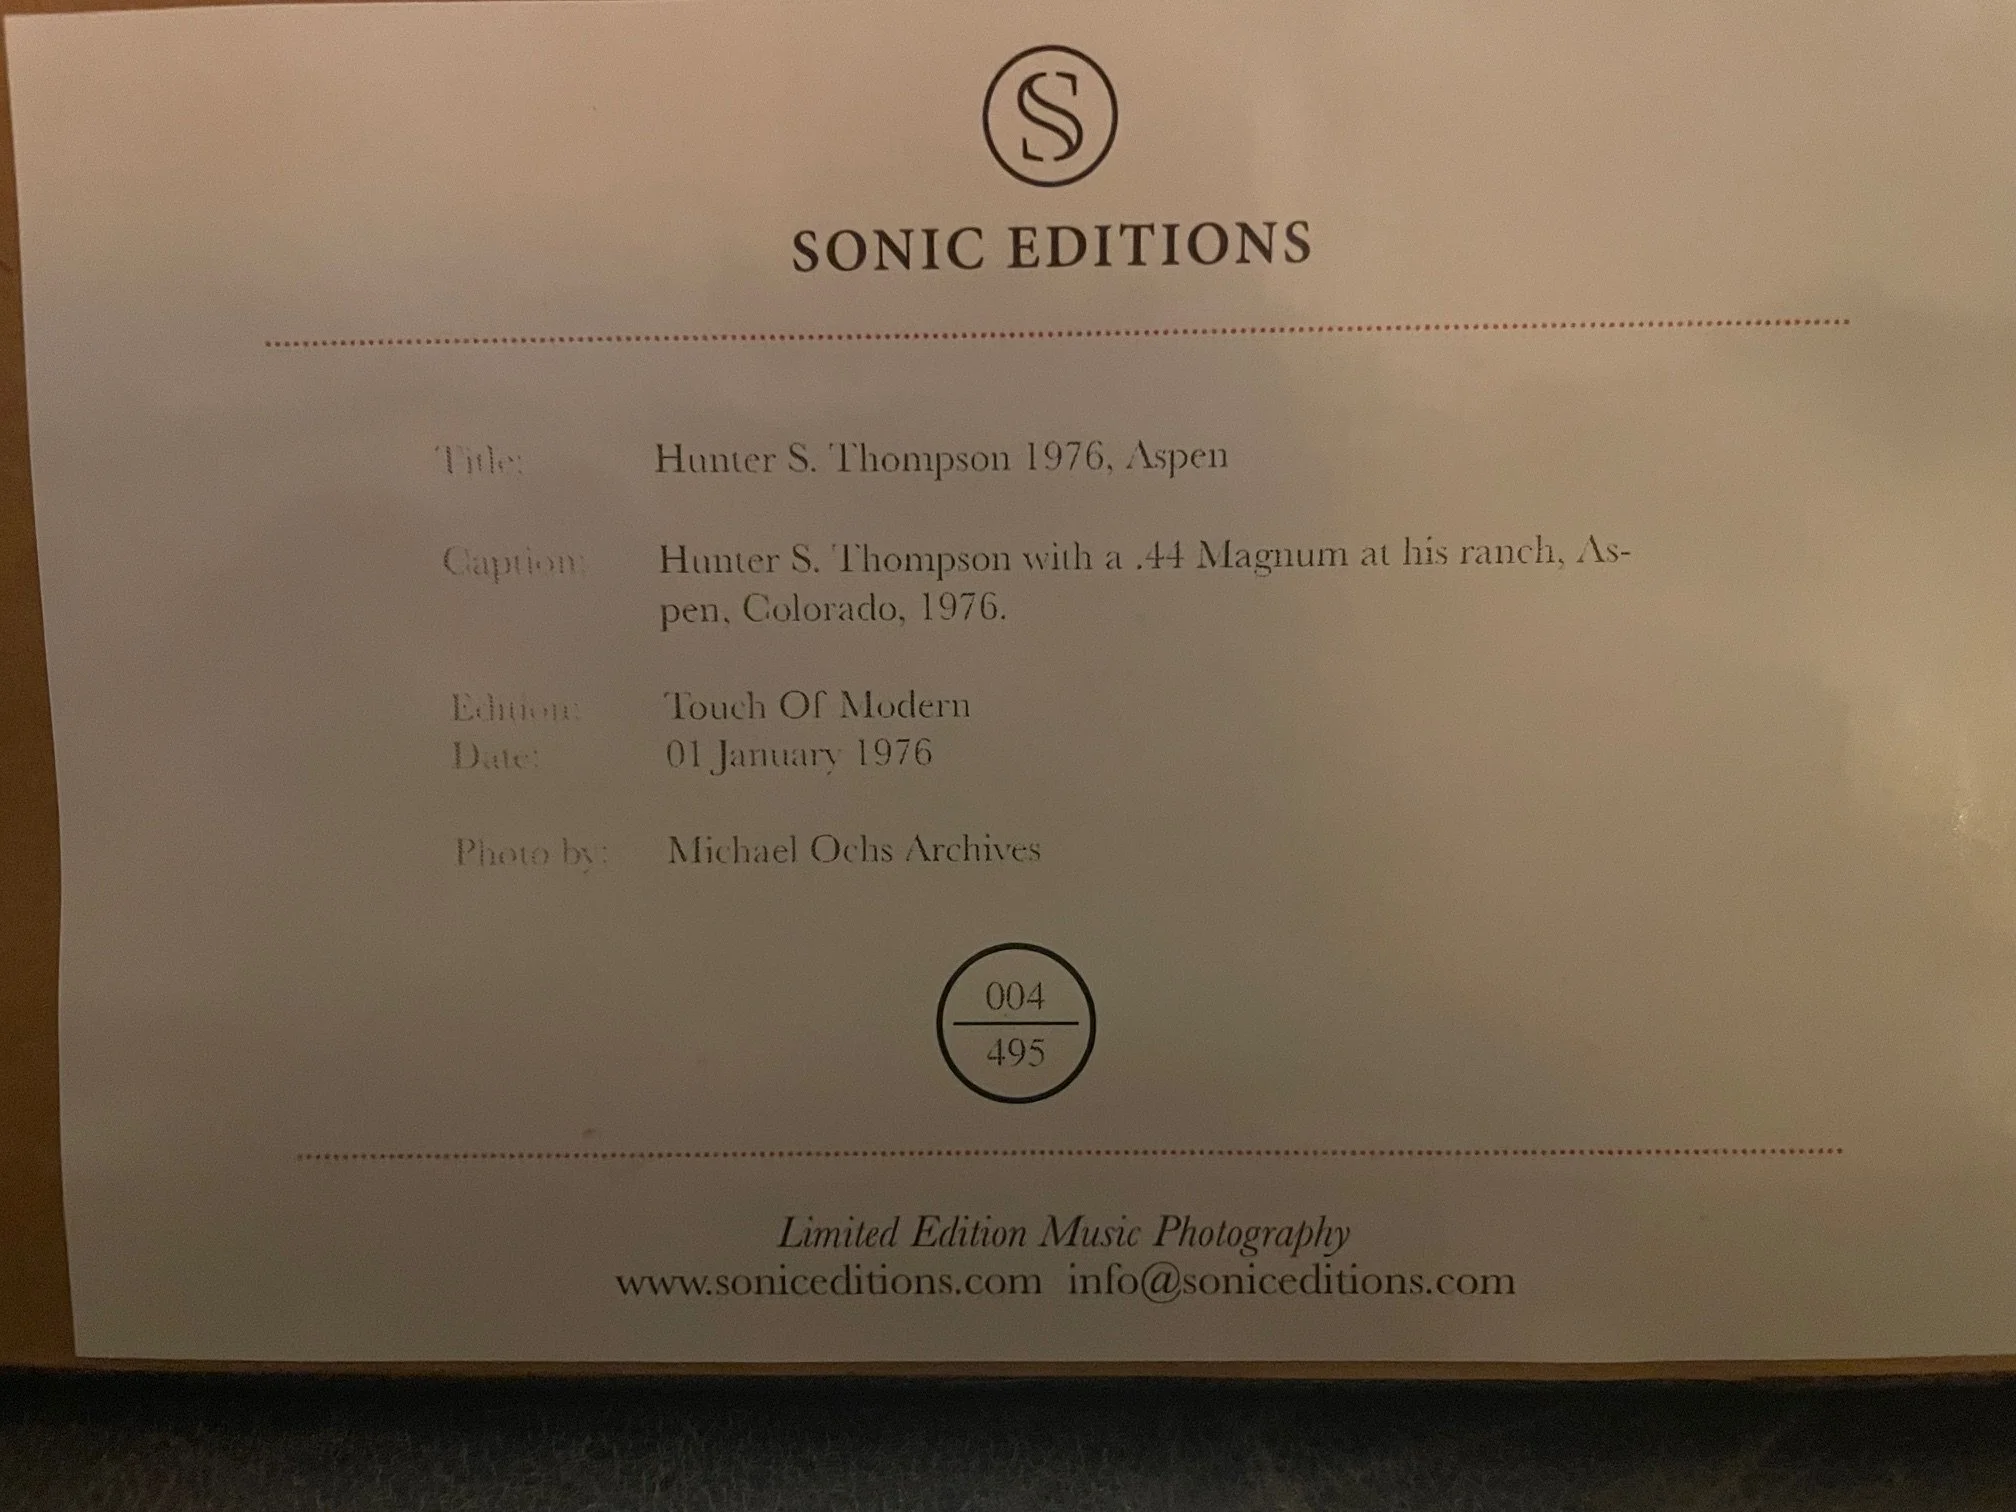 S
SONIC EDITIONS
Title: Hunter S. Thompson 1976, Aspen
Caption: Hunter S. Thompson with a .44 Magnum at his ranch, As-
pen, Colorado, 1976.
Edition: Touch Of Modern
Date: 01 January 1976
Photo by: Michael Ochs Archives
004
495
Limited Edition Music Photography
www.soniceditions.com info@soniceditions.com